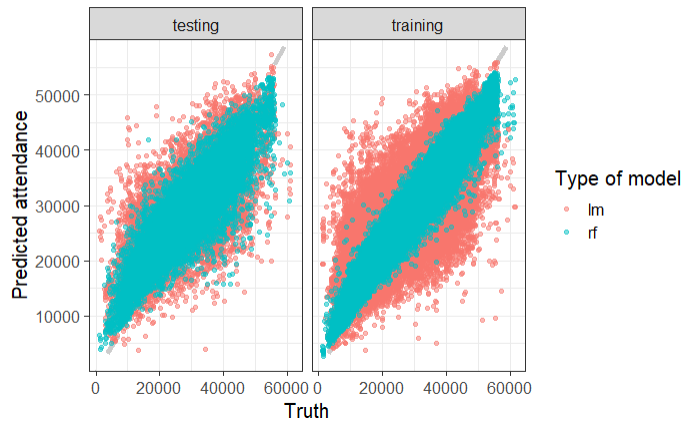 testing
training
Predicted attendance
50000
40000
30000
20000
10000
0
20000
40000
60000
0
20000
40000
60000
Truth
Type of model
lm
rf